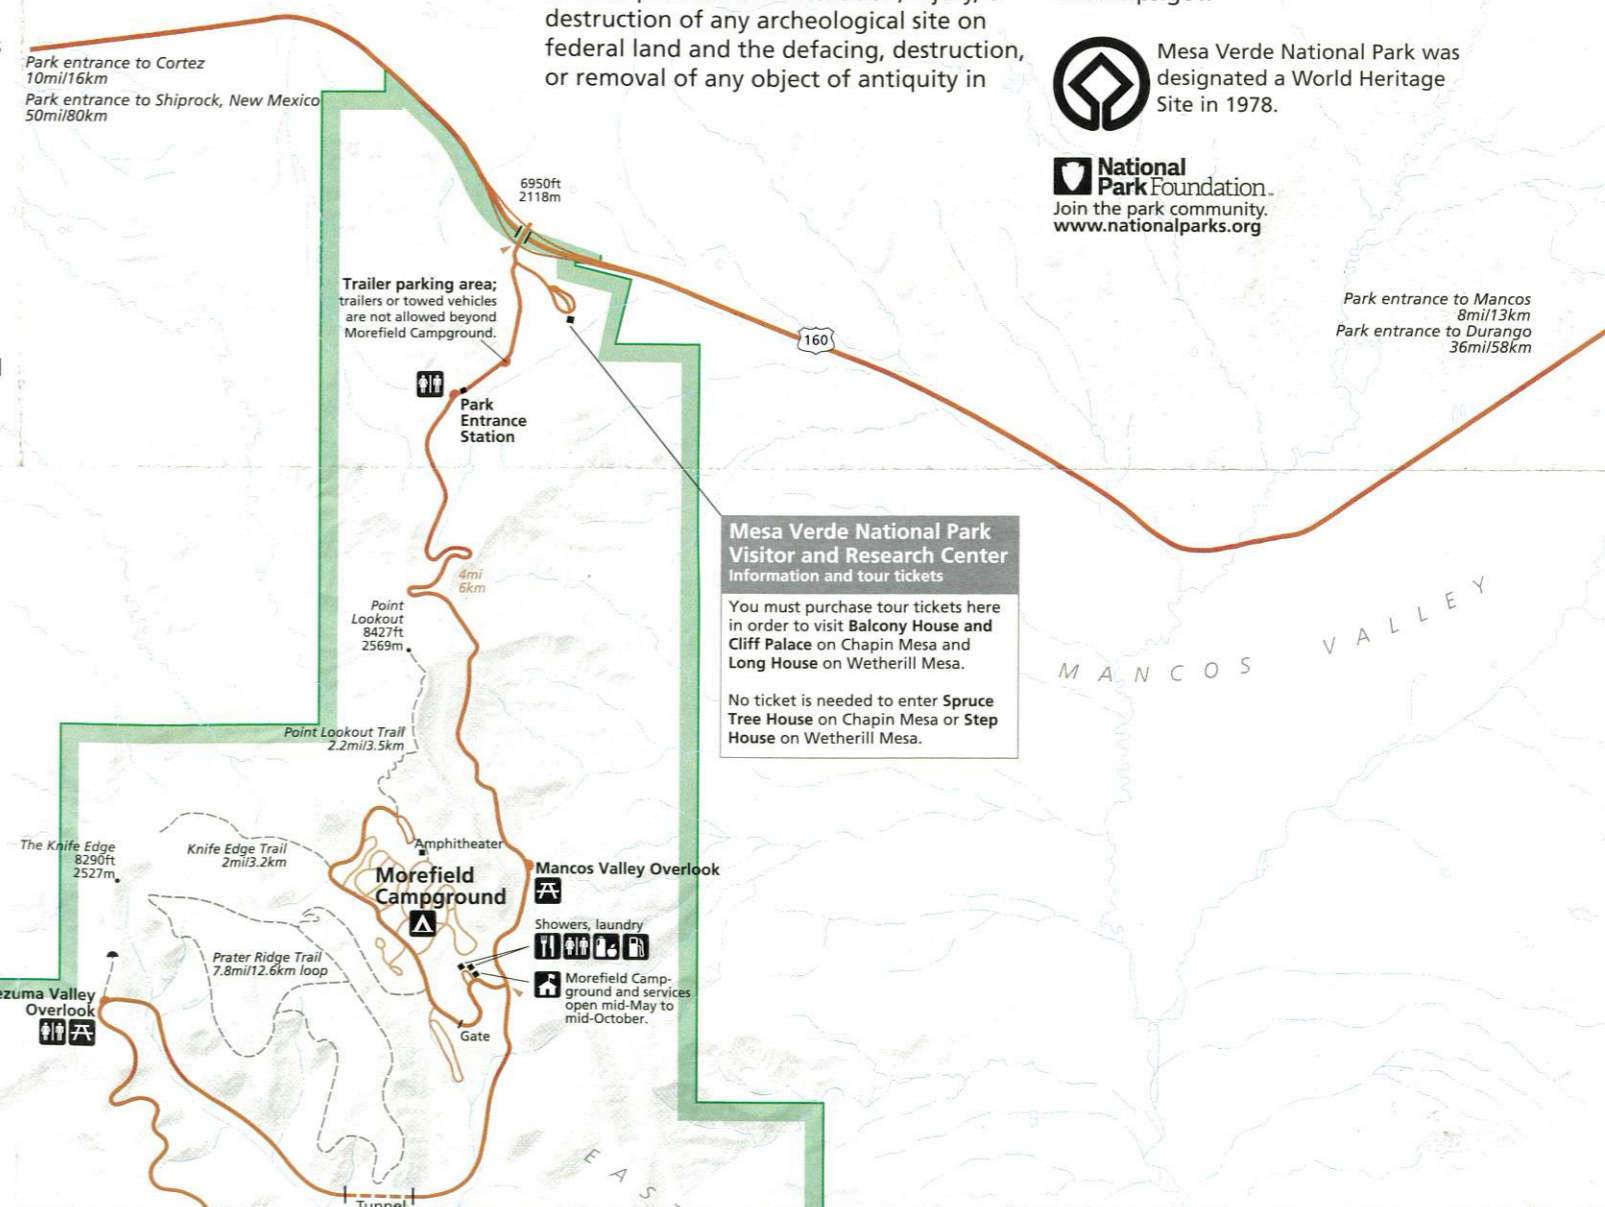 destruction of any archeological site on
federal land and the defacing, destruction,
or removal of any object of antiquity in
Mesa Verde National Park was
designated a World Heritage
Site in 1978.
National
Park Foundation™
Join the park community.
www.nationalparks.org
Park entrance to Cortez
10mi/16km
Park entrance to Shiprock, New Mexico
50mi/80km
6950ft
2118m
Trailer parking area;
trailers or towed vehicles
are not allowed beyond
Morefield Campground.
160
Park entrance to Mancos
8mi/13km
Park entrance to Durango
36mi/58km
Park
Entrance
Station
Mesa Verde National Park
Visitor and Research Center
Information and tour tickets
You must purchase tour tickets here
in order to visit Balcony House and
Cliff Palace on Chapin Mesa and
Long House on Wetherill Mesa.
No ticket is needed to enter Spruce
Tree House on Chapin Mesa or Step
House on Wetherill Mesa.
4mi
6km
Point
Lookout
8427ft
2569m
MANCOS VALLEY
Point Lookout Trail
2.2mi/3.5km
The Knife Edge
8290ft
2527m
Knife Edge Trail
2mi/3.2km
Amphitheater
Morefield
Campground
Mancos Valley Overlook
Showers, laundry
Prater Ridge Trail
7.8mi/12.6km loop
Morefield Camp-
ground and services
open mid-May to
mid-October.
ezuma Valley
Overlook
Gate
EAS
Tunnel